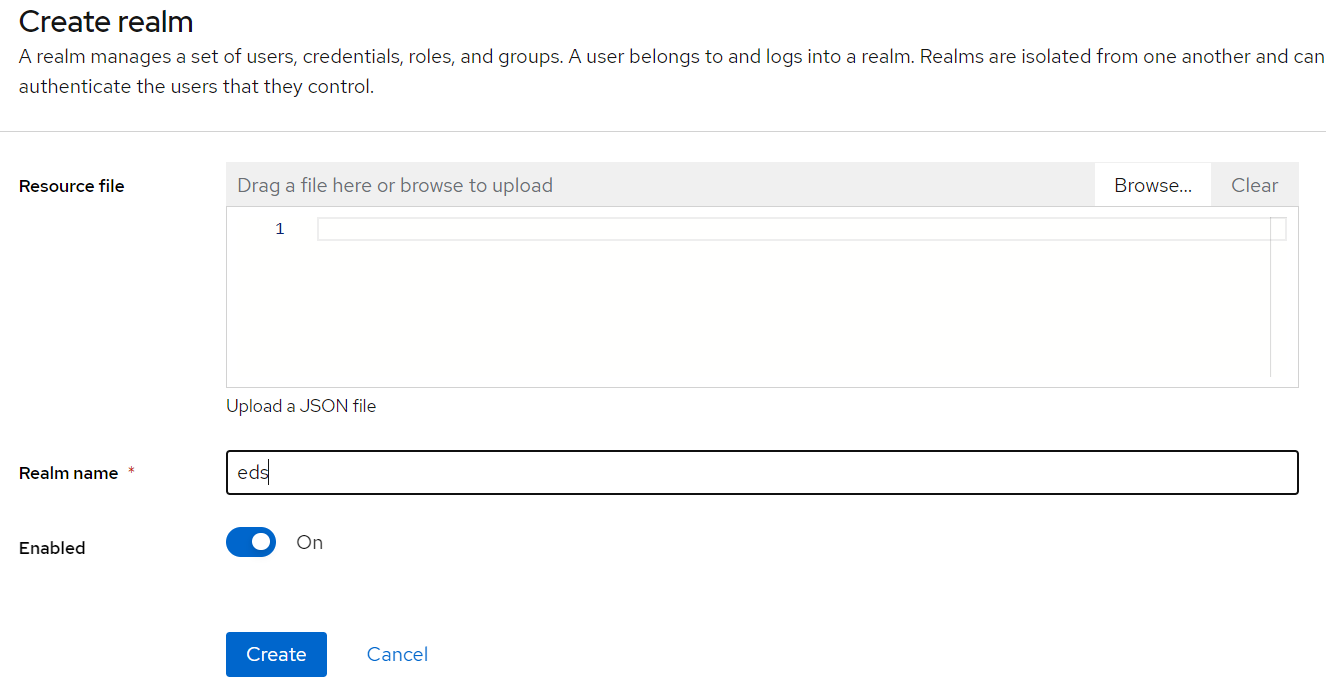 Create realm
A realm manages a set of users, credentials, roles, and groups. A user belongs to and logs into a realm. Realms are isolated from one another and can
authenticate the users that they control.
Resource file
Drag a file here or browse to upload
Browse...
Clear
1
Upload a JSON file
Realm name *
eds
Enabled
On
Create
Cancel